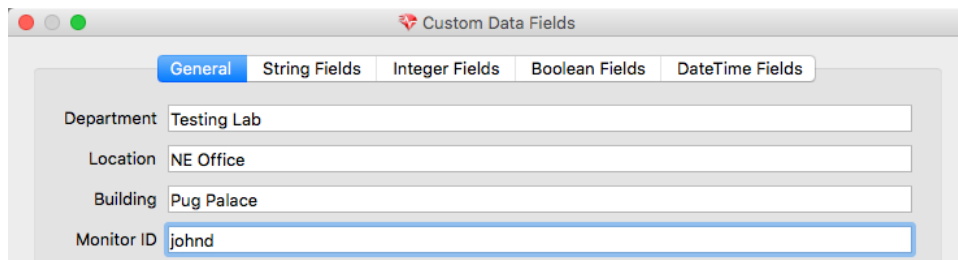 Custom Data Fields
General String Fields Integer Fields Boolean Fields DateTime Fields
Department Testing Lab
Location NE Office
Building Pug Palace
Monitor ID johnd